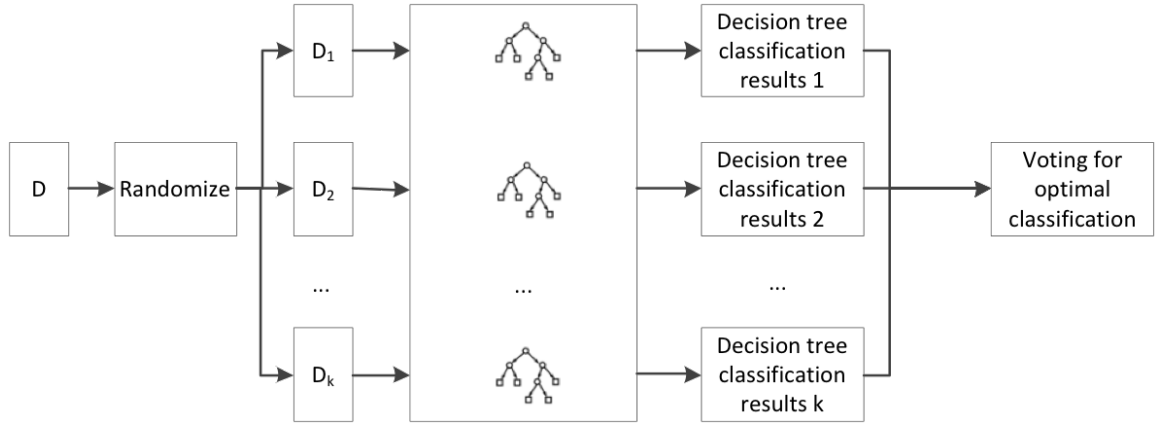 D
Randomize
D₁
D₂
...
Dₖ
...
Decision tree
classification
results 1
Decision tree
classification
results 2
...
Decision tree
classification
results k
Voting for
optimal
classification